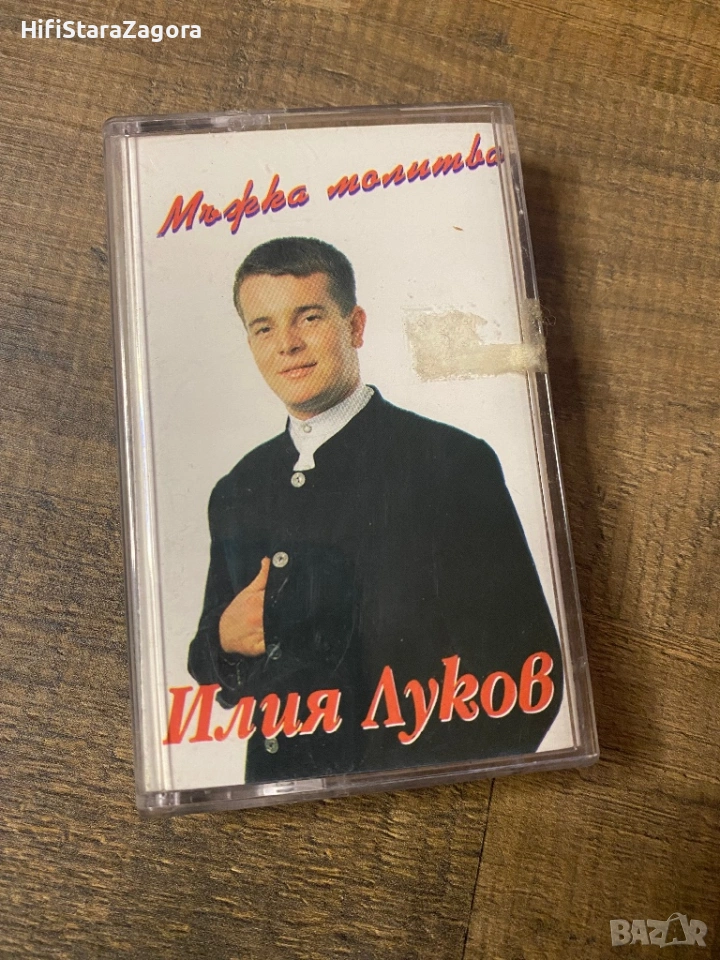 HifiStaraZagora
Мъжка молитва
Илия Луков
BAZAR